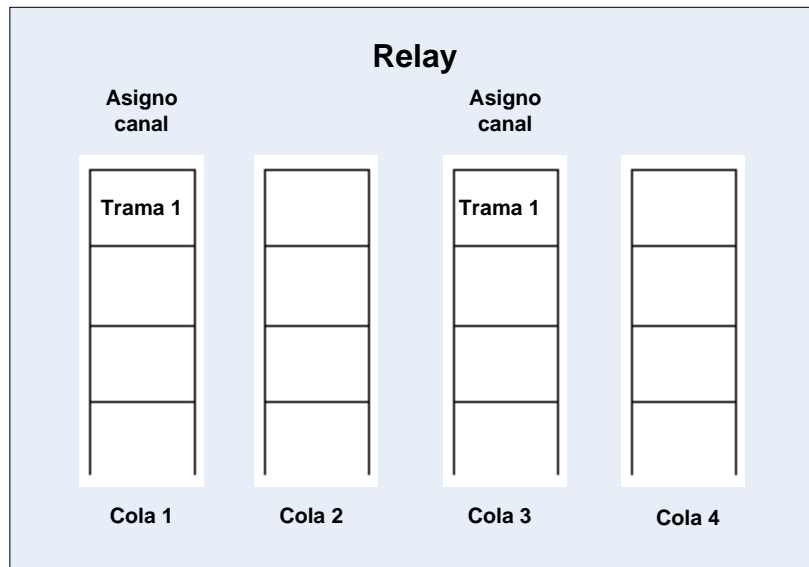 Relay
Asigno
canal
Asigno
canal
Trama 1
Trama 1
Cola 1
Cola 2
Cola 3
Cola 4